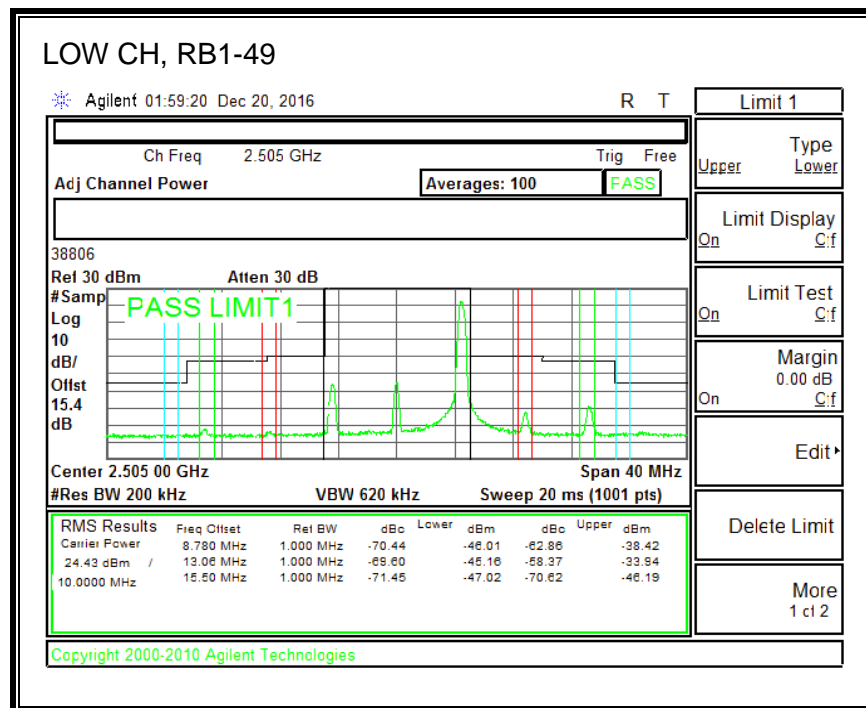 LOW CH, RB1-49
Agilent 01:59:20 Dec 20, 2016 R T
Ch Freq 2.505 GHz Trig Free
Adj Channel Power Averages: 100 PASS
38806
Ref 30 dBm Atten 30 dB
#Samp
Log
10
dB/
Offst
15.4
dB
PASS LIMIT1
Center 2.505 00 GHz Span 40 MHz
#Res BW 200 kHz VBW 620 kHz Sweep 20 ms (1001 pts)
RMS Results Freq Offset Ref BW dBc Lower dBm dBc Upper dBm
Carrier Power 8.780 MHz 1.000 MHz -70.44 -46.01 -62.86 -38.42
24.43 dBm / 13.06 MHz 1.000 MHz -69.60 -45.16 -58.37 -33.94
10.0000 MHz 15.50 MHz 1.000 MHz -71.45 -47.02 -70.62 -46.19
Copyright 2000-2010 Agilent Technologies
Limit 1
Type
Upper Lower
Limit Display
On Off
Limit Test
On Off
Margin
0.00 dB
On Off
Edit
Delete Limit
More
1 of 2